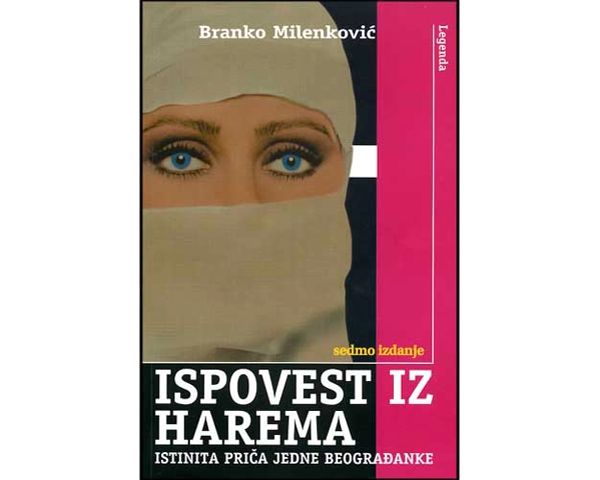 Branko Milenković
Legenda
sedmo izdanje
ISPOVEST IZ
HAREMA
ISTINITA PRIČA JEDNE BEOGRAĐANKE